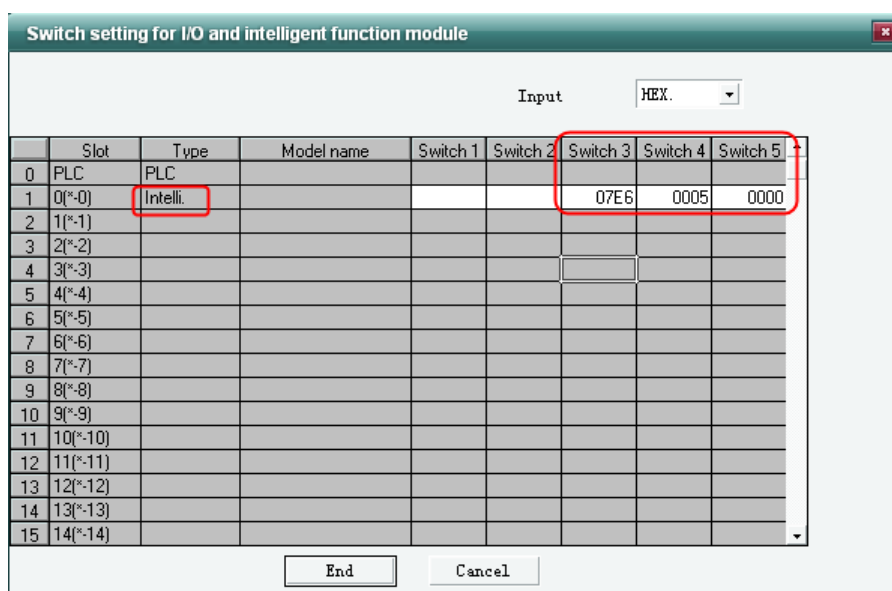 Switch setting for I/O and intelligent function module
Input HEX.
Slot Type Model name Switch 1 Switch 2 Switch 3 Switch 4 Switch 5
0 PLC PLC
1 0(*-0) Intelli. 07E6 0005 0000
2 1(*-1)
3 2(*-2)
4 3(*-3)
5 4(*-4)
6 5(*-5)
7 6(*-6)
8 7(*-7)
9 8(*-8)
10 9(*-9)
11 10(*-10)
12 11(*-11)
13 12(*-12)
14 13(*-13)
15 14(*-14)
End Cancel